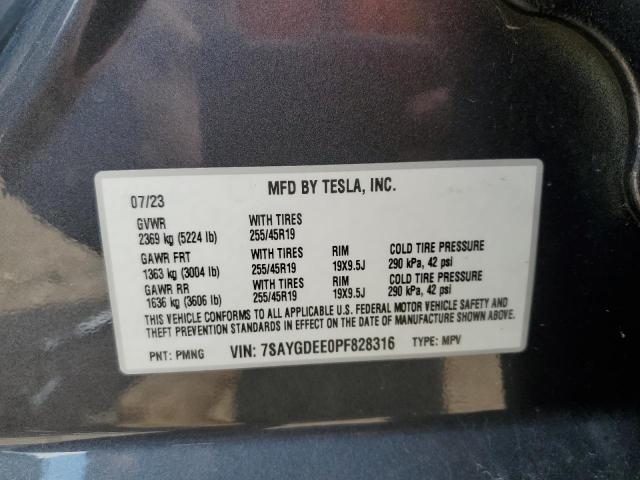 MFD BY TESLA, INC.
07/23
GVWR WITH TIRES
2369 kg (5224 lb) 255/45R19
GAWR FRT WITH TIRES RIM COLD TIRE PRESSURE
1363 kg (3004 lb) 255/45R19 19X9.5J 290 kPa, 42 psi
GAWR RR WITH TIRES RIM COLD TIRE PRESSURE
1636 kg (3606 lb) 255/45R19 19X9.5J 290 kPa, 42 psi
THIS VEHICLE CONFORMS TO ALL APPLICABLE U.S. FEDERAL MOTOR VEHICLE SAFETY AND
THEFT PREVENTION STANDARDS IN EFFECT ON THE DATE OF MANUFACTURE SHOWN ABOVE.
PNT: PMNG VIN: 7SAYGDEE0PF828316 TYPE: MPV